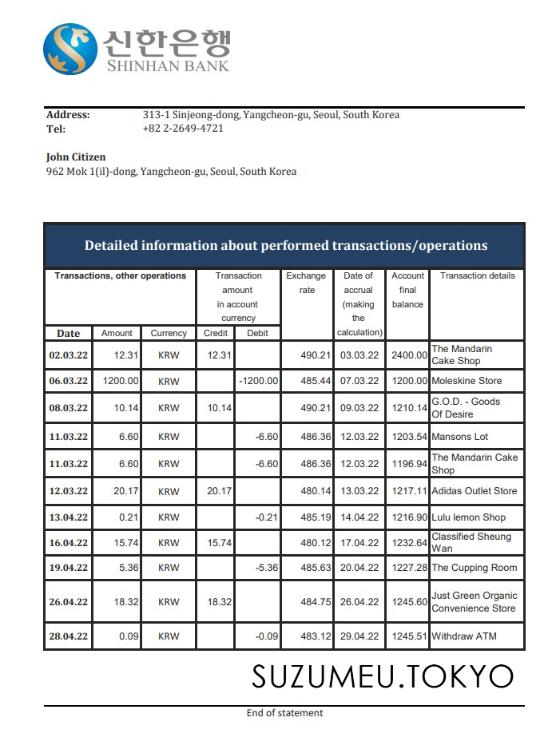 신한은행
SHINHAN BANK
Address: 313-1 Sinjeong-dong, Yangcheon-gu, Seoul, South Korea
Tel: +82 2-2649-4721
John Citizen
962 Mok 1(il)-dong, Yangcheon-gu, Seoul, South Korea
Detailed information about performed transactions/operations
Transactions, other operations Transaction amount in account currency Exchange rate Date of accrual (making the calculation) Account final balance Transaction details
Date Amount Currency Credit Debit
02.03.22 12.31 KRW 12.31 490.21 03.03.22 2400.00 The Mandarin Cake Shop
06.03.22 1200.00 KRW -1200.00 485.44 07.03.22 1200.00 Moleskine Store
08.03.22 10.14 KRW 10.14 490.21 09.03.22 1210.14 G.O.D. - Goods Of Desire
11.03.22 6.60 KRW -6.60 486.36 12.03.22 1203.54 Mansons Lot
11.03.22 6.60 KRW -6.60 486.36 12.03.22 1196.94 The Mandarin Cake Shop
12.03.22 20.17 KRW 20.17 480.14 13.03.22 1217.11 Adidas Outlet Store
13.04.22 0.21 KRW -0.21 485.19 14.04.22 1216.90 Lulu lemon Shop
16.04.22 15.74 KRW 15.74 480.12 17.04.22 1232.64 Classified Sheung Wan
19.04.22 5.36 KRW -5.36 485.63 20.04.22 1227.28 The Cupping Room
26.04.22 18.32 KRW 18.32 484.75 26.04.22 1245.60 Just Green Organic Convenience Store
28.04.22 0.09 KRW -0.09 483.12 29.04.22 1245.51 Withdraw ATM
SUZUMEU.TOKYO
End of statement